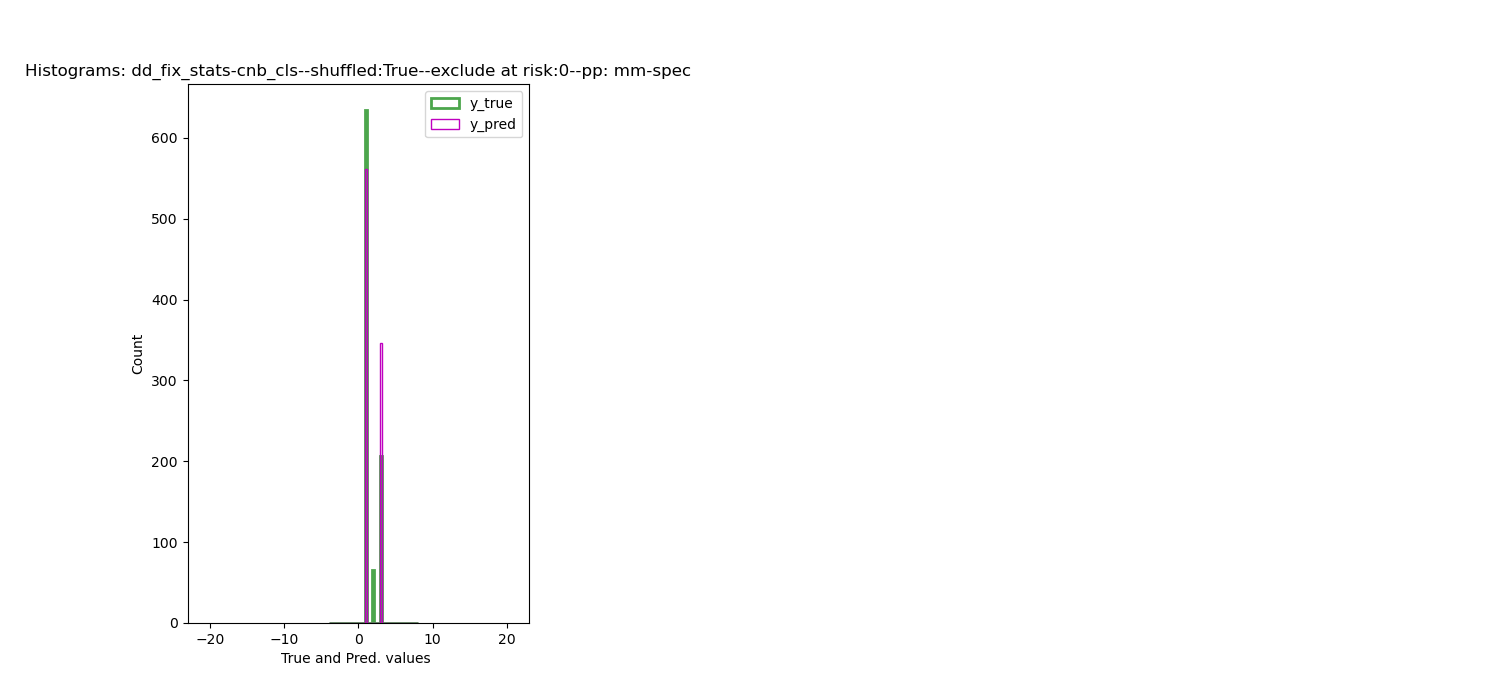 Histograms: dd_fix_stats-cnb_cls--shuffled:True--exclude at risk:0--pp: mm-spec
y_true
y_pred
600
500
400
300
200
100
0
Count
−20
−10
0
10
20
True and Pred. values